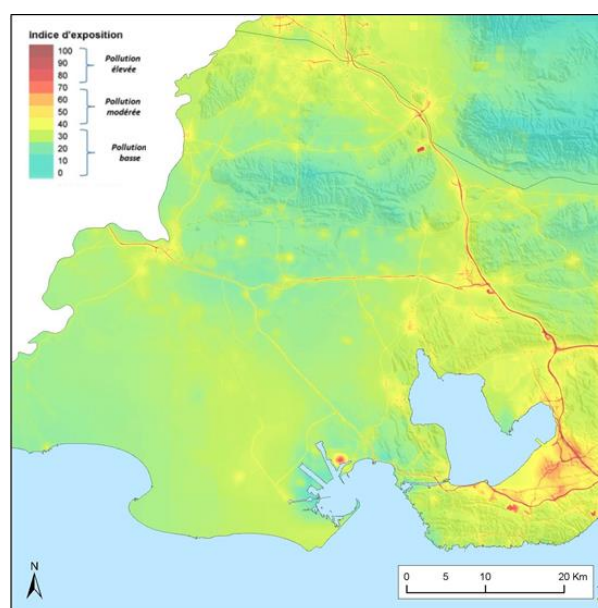 Indice d'exposition
100
90
80
70
60
50
40
30
20
10
0
Pollution
élevée
Pollution
modérée
Pollution
basse
N
0 5 10 20 Km